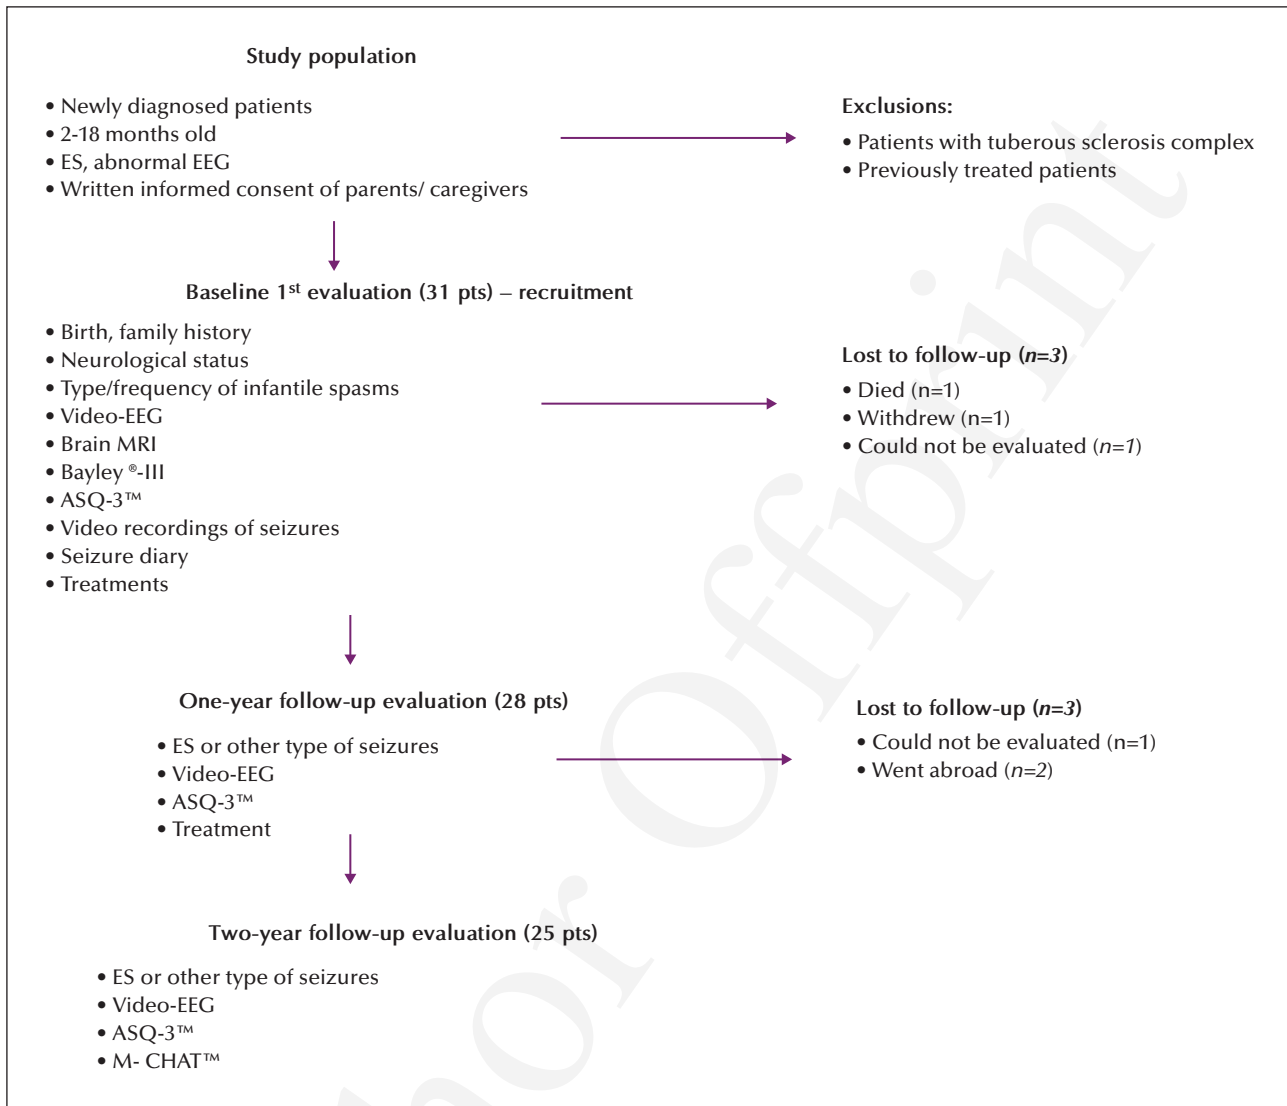 Study population
• Newly diagnosed patients
• 2-18 months old
• ES, abnormal EEG
• Written informed consent of parents/ caregivers
Exclusions:
• Patients with tuberous sclerosis complex
• Previously treated patients
Baseline 1st evaluation (31 pts) – recruitment
• Birth, family history
• Neurological status
• Type/frequency of infantile spasms
• Video-EEG
• Brain MRI
• Bayley ®-III
• ASQ-3™
• Video recordings of seizures
• Seizure diary
• Treatments
Lost to follow-up (n=3)
• Died (n=1)
• Withdrew (n=1)
• Could not be evaluated (n=1)
One-year follow-up evaluation (28 pts)
• ES or other type of seizures
• Video-EEG
• ASQ-3™
• Treatment
Lost to follow-up (n=3)
• Could not be evaluated (n=1)
• Went abroad (n=2)
Two-year follow-up evaluation (25 pts)
• ES or other type of seizures
• Video-EEG
• ASQ-3™
• M- CHAT™
hor Offprint